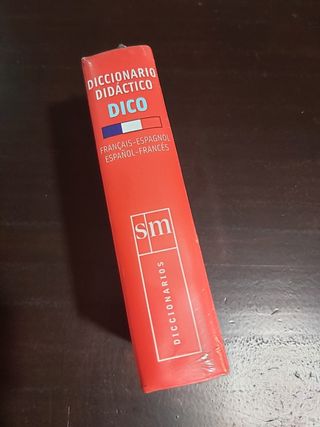 DICCIONARIO
DIDÁCTICO
DICO
FRANÇAIS-ESPAGNOL
ESPAÑOL-FRANCÉS
sm
DICCIONARIOS